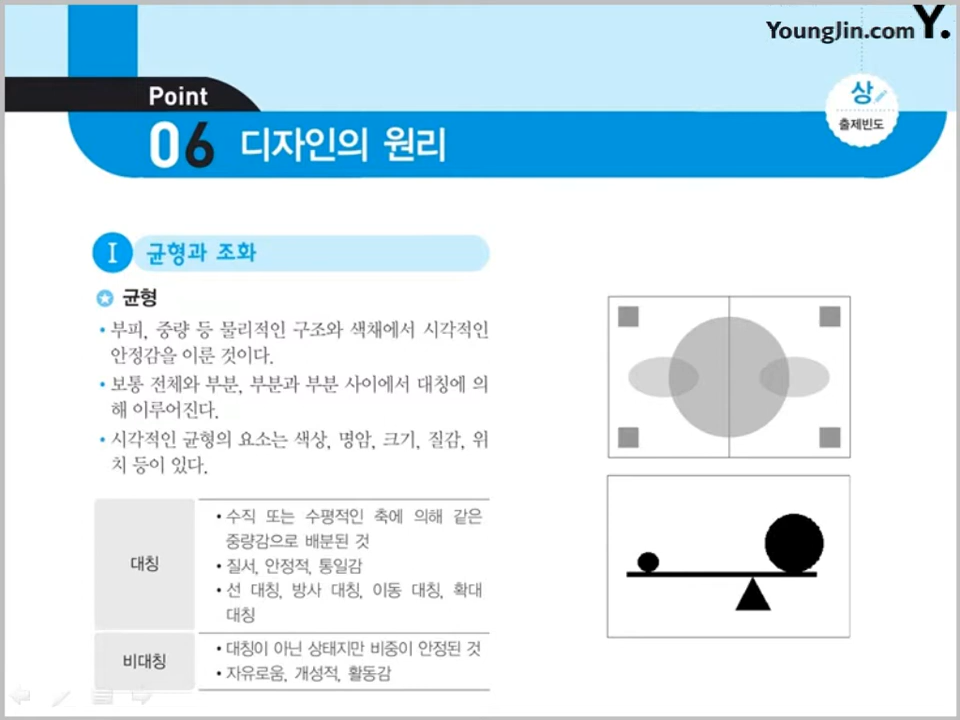 YoungJin.com Y.
Point
06 디자인의 원리
상
출제빈도
I 균형과 조화
균형
• 부피, 중량 등 물리적인 구조와 색채에서 시각적인
안정감을 이룬 것이다.
• 보통 전체와 부분, 부분과 부분 사이에서 대칭에 의
해 이루어진다.
• 시각적인 균형의 요소는 색상, 명암, 크기, 질감, 위
치 등이 있다.
대칭
• 수직 또는 수평적인 축에 의해 같은
중량감으로 배분된 것
• 질서, 안정적, 통일감
• 선 대칭, 방사 대칭, 이동 대칭, 확대
대칭
비대칭
• 대칭이 아닌 상태지만 비중이 안정된 것
• 자유로움, 개성적, 활동감